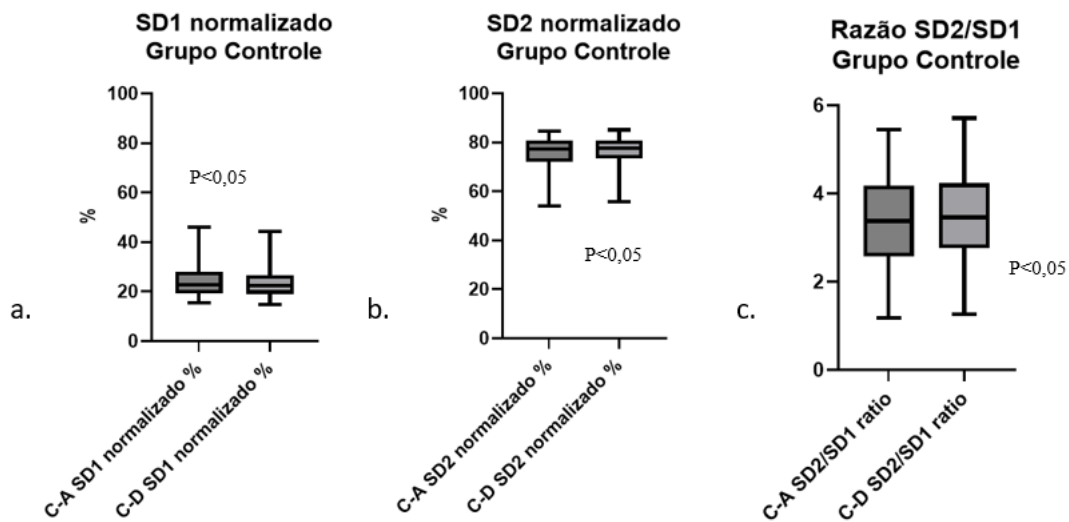 SD1 normalizado
Grupo Controle
100
80
60
40
20
0
%
P<0,05
C-A SD1 normalizado %
C-D SD1 normalizado %
a.
SD2 normalizado
Grupo Controle
100
80
60
40
20
0
%
P<0,05
C-A SD2 normalizado %
C-D SD2 normalizado %
b.
Razão SD2/SD1
Grupo Controle
6
4
2
0
P<0,05
C-A SD2/SD1 ratio
C-D SD2/SD1 ratio
c.